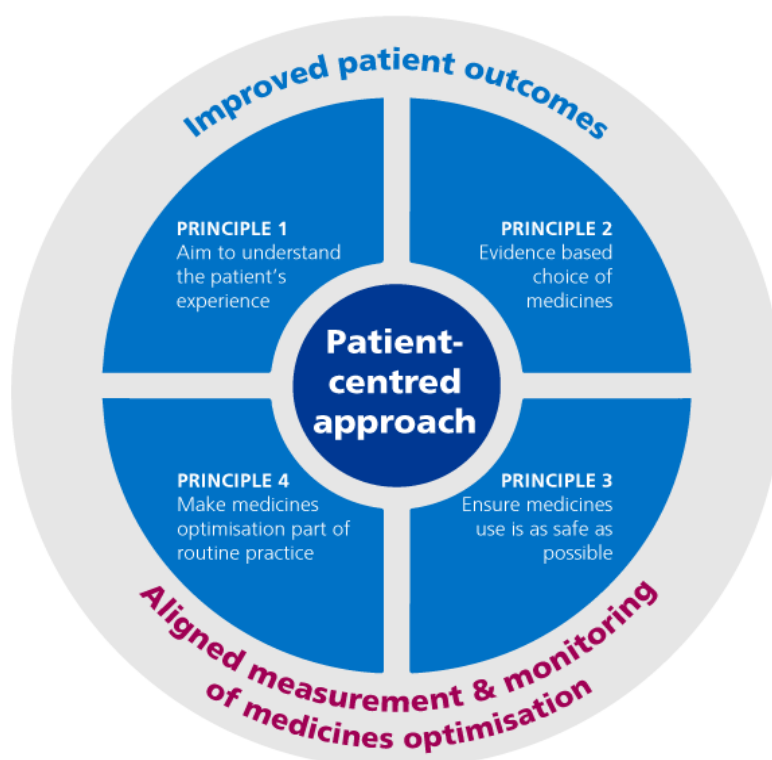 Improved patient outcomes
PRINCIPLE 1
Aim to understand
the patient's
experience
PRINCIPLE 2
Evidence based
choice of
medicines
Patient-
centred
approach
PRINCIPLE 4
Make medicines
optimisation part of
routine practice
PRINCIPLE 3
Ensure medicines
use is as safe as
possible
Aligned measurement & monitoring
of medicines optimisation